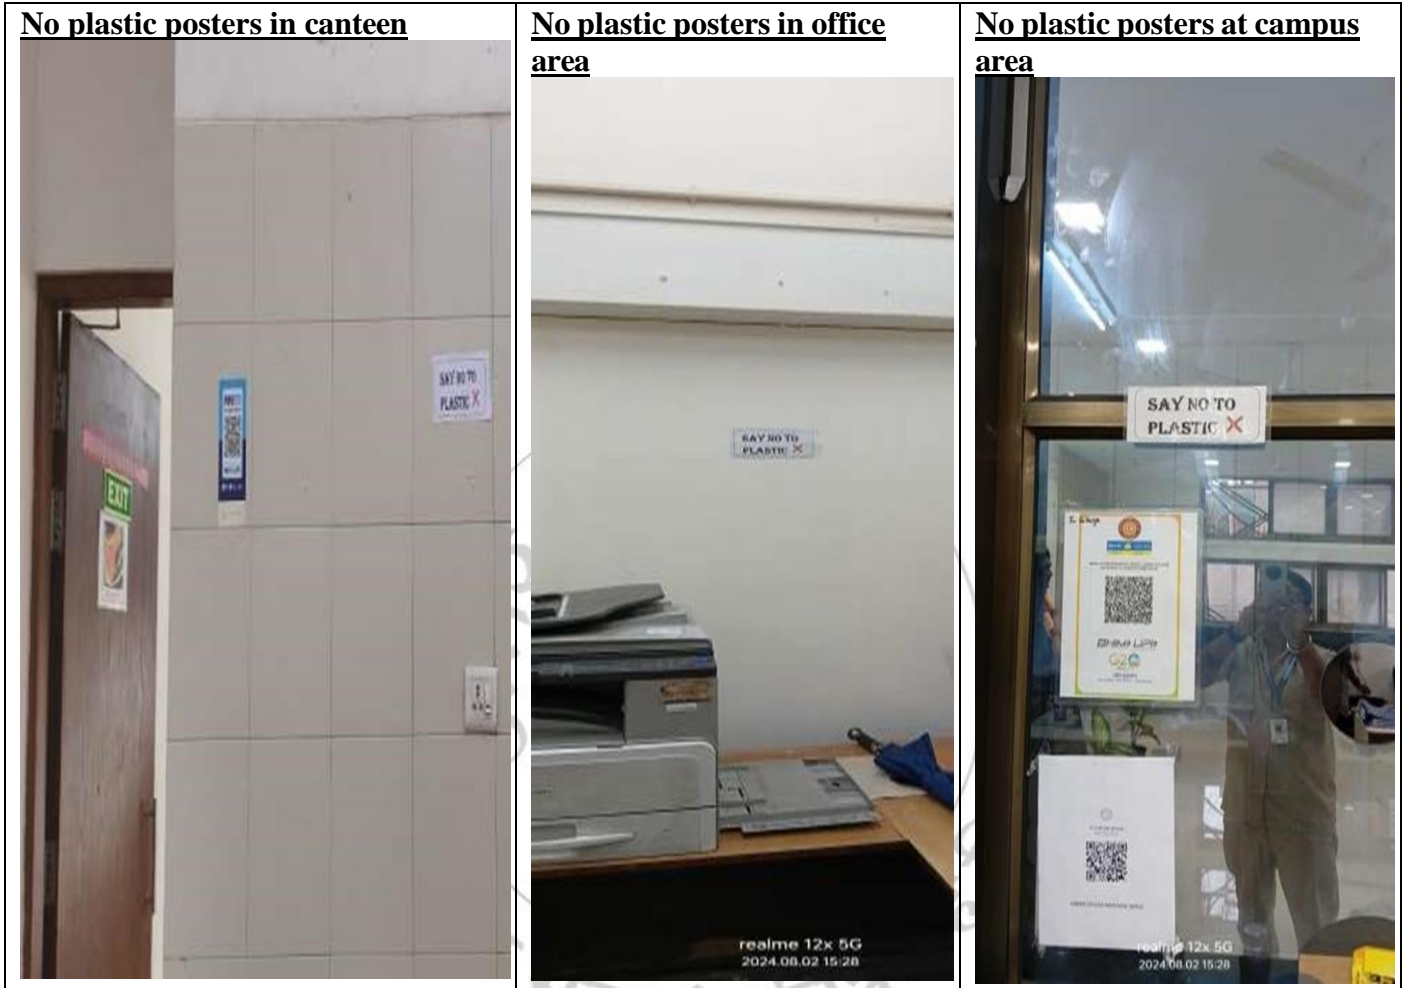 No plastic posters in canteen
SAY NO TO
PLASTIC X
EXIT
No plastic posters in office
area
SAY NO TO
PLASTIC X
realme 12x 5G
2024.08.02 15:28
No plastic posters at campus
area
SAY NO TO
PLASTIC X
BHIM UPI
G20
realme 12x 5G
2024.08.02 15:28